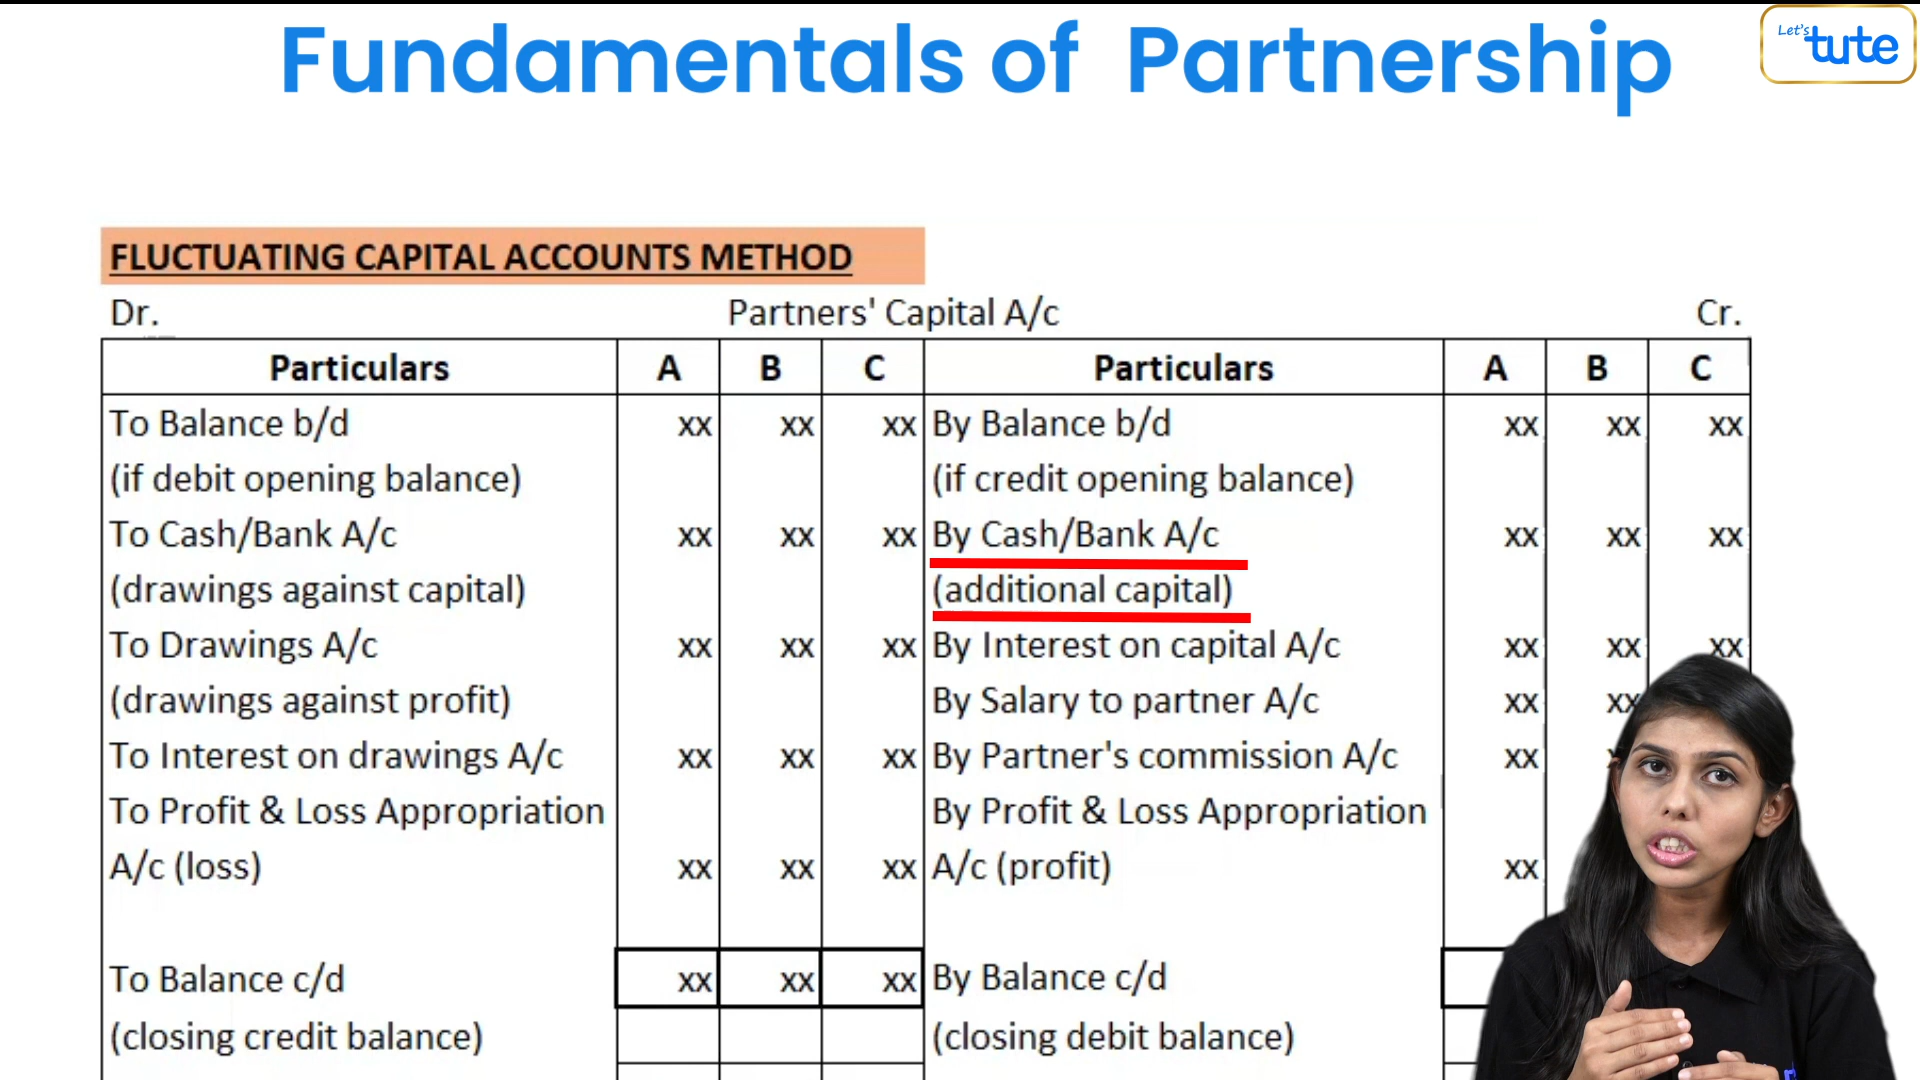 Fundamentals of Partnership
Let's tute
FLUCTUATING CAPITAL ACCOUNTS METHOD
Dr. Partners' Capital A/c Cr.
Particulars A B C Particulars A B C
To Balance b/d xx xx xx By Balance b/d xx xx xx
(if debit opening balance) (if credit opening balance)
To Cash/Bank A/c xx xx xx By Cash/Bank A/c xx xx xx
(drawings against capital) (additional capital)
To Drawings A/c xx xx xx By Interest on capital A/c xx xx xx
(drawings against profit) By Salary to partner A/c xx xx
To Interest on drawings A/c xx xx xx By Partner's commission A/c xx
To Profit & Loss Appropriation By Profit & Loss Appropriation
A/c (loss) xx xx xx A/c (profit) xx
To Balance c/d xx xx xx By Balance c/d
(closing credit balance) (closing debit balance)